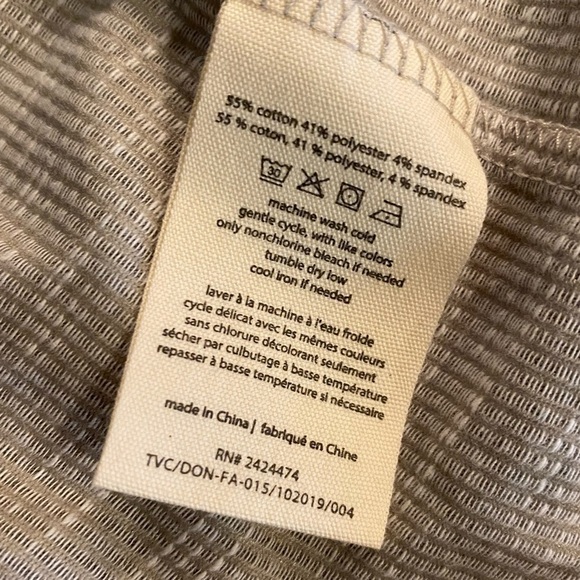 55% cotton 41% polyester 4% spandex
55 % coton, 41 % polyester, 4 % spandex
30
machine wash cold
gentle cycle, with like colors
only nonchlorine bleach if needed
tumble dry low
cool iron if needed
laver à la machine à l'eau froide
cycle délicat avec les mêmes couleurs
sans chlorure décolorant seulement
sécher par culbutage à basse température
repasser à basse température si nécessaire
made in China | fabriqué en Chine
RN# 2424474
TVC/DON-FA-015/102019/004